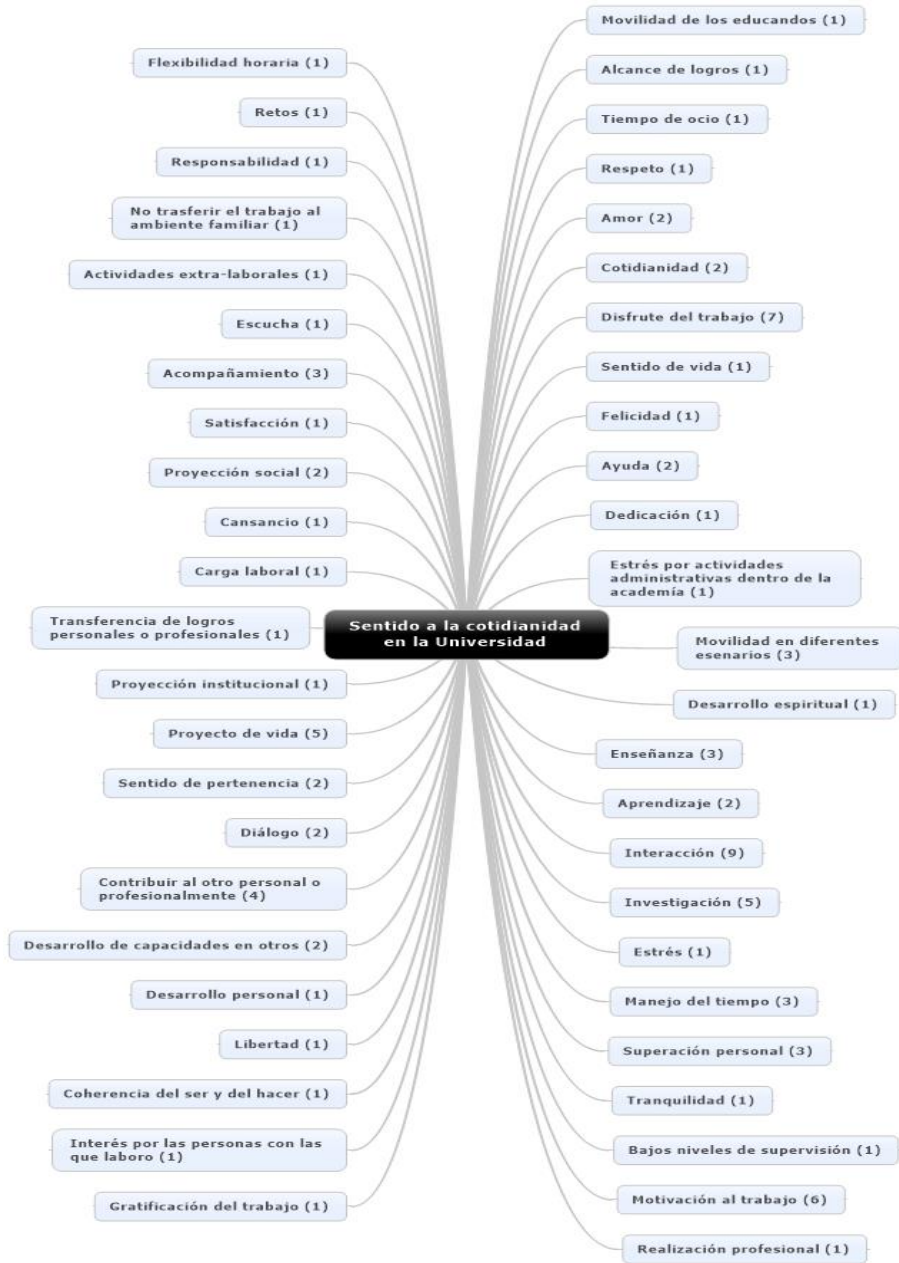 Flexibilidad horaria (1)
Retos (1)
Responsabilidad (1)
No trasferir el trabajo al
ambiente familiar (1)
Actividades extra-laborales (1)
Escucha (1)
Acompañamiento (3)
Satisfacción (1)
Proyección social (2)
Cansancio (1)
Carga laboral (1)
Transferencia de logros
personales o profesionales (1)
Proyección institucional (1)
Proyecto de vida (5)
Sentido de pertenencia (2)
Diálogo (2)
Contribuir al otro personal o
profesionalmente (4)
Desarrollo de capacidades en otros (2)
Desarrollo personal (1)
Libertad (1)
Coherencia del ser y del hacer (1)
Interés por las personas con las
que laboro (1)
Gratificación del trabajo (1)
Sentido a la cotidianidad
en la Universidad
Movilidad de los educandos (1)
Alcance de logros (1)
Tiempo de ocio (1)
Respeto (1)
Amor (2)
Cotidianidad (2)
Disfrute del trabajo (7)
Sentido de vida (1)
Felicidad (1)
Ayuda (2)
Dedicación (1)
Estrés por actividades
administrativas dentro de la
academía (1)
Movilidad en diferentes
esenarios (3)
Desarrollo espiritual (1)
Enseñanza (3)
Aprendizaje (2)
Interacción (9)
Investigación (5)
Estrés (1)
Manejo del tiempo (3)
Superación personal (3)
Tranquilidad (1)
Bajos niveles de supervisión (1)
Motivación al trabajo (6)
Realización profesional (1)